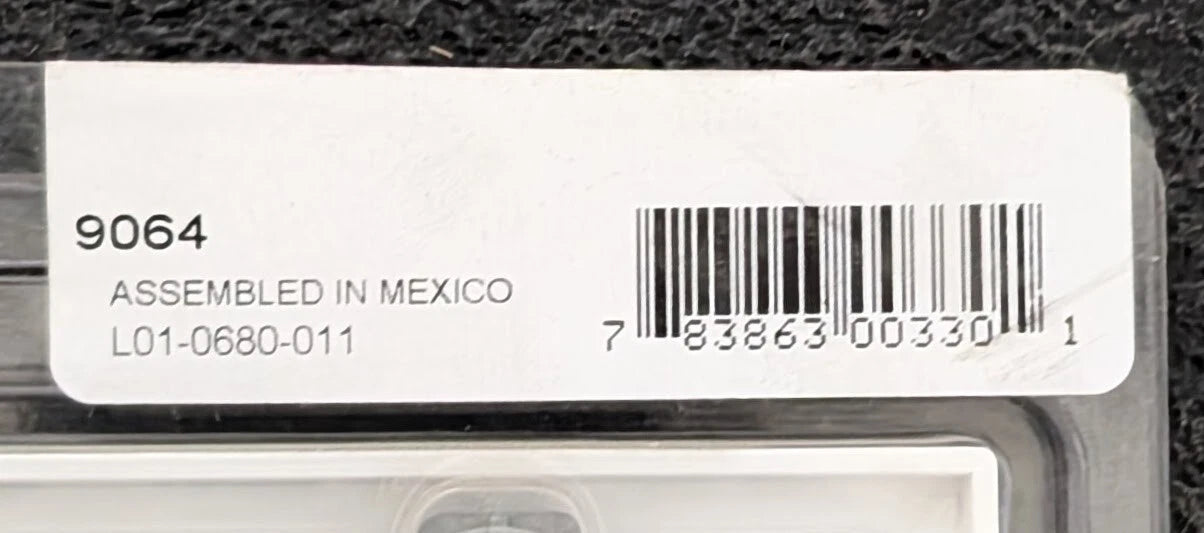 9064
ASSEMBLED IN MEXICO
L01-0680-011
7 83863 00330 1